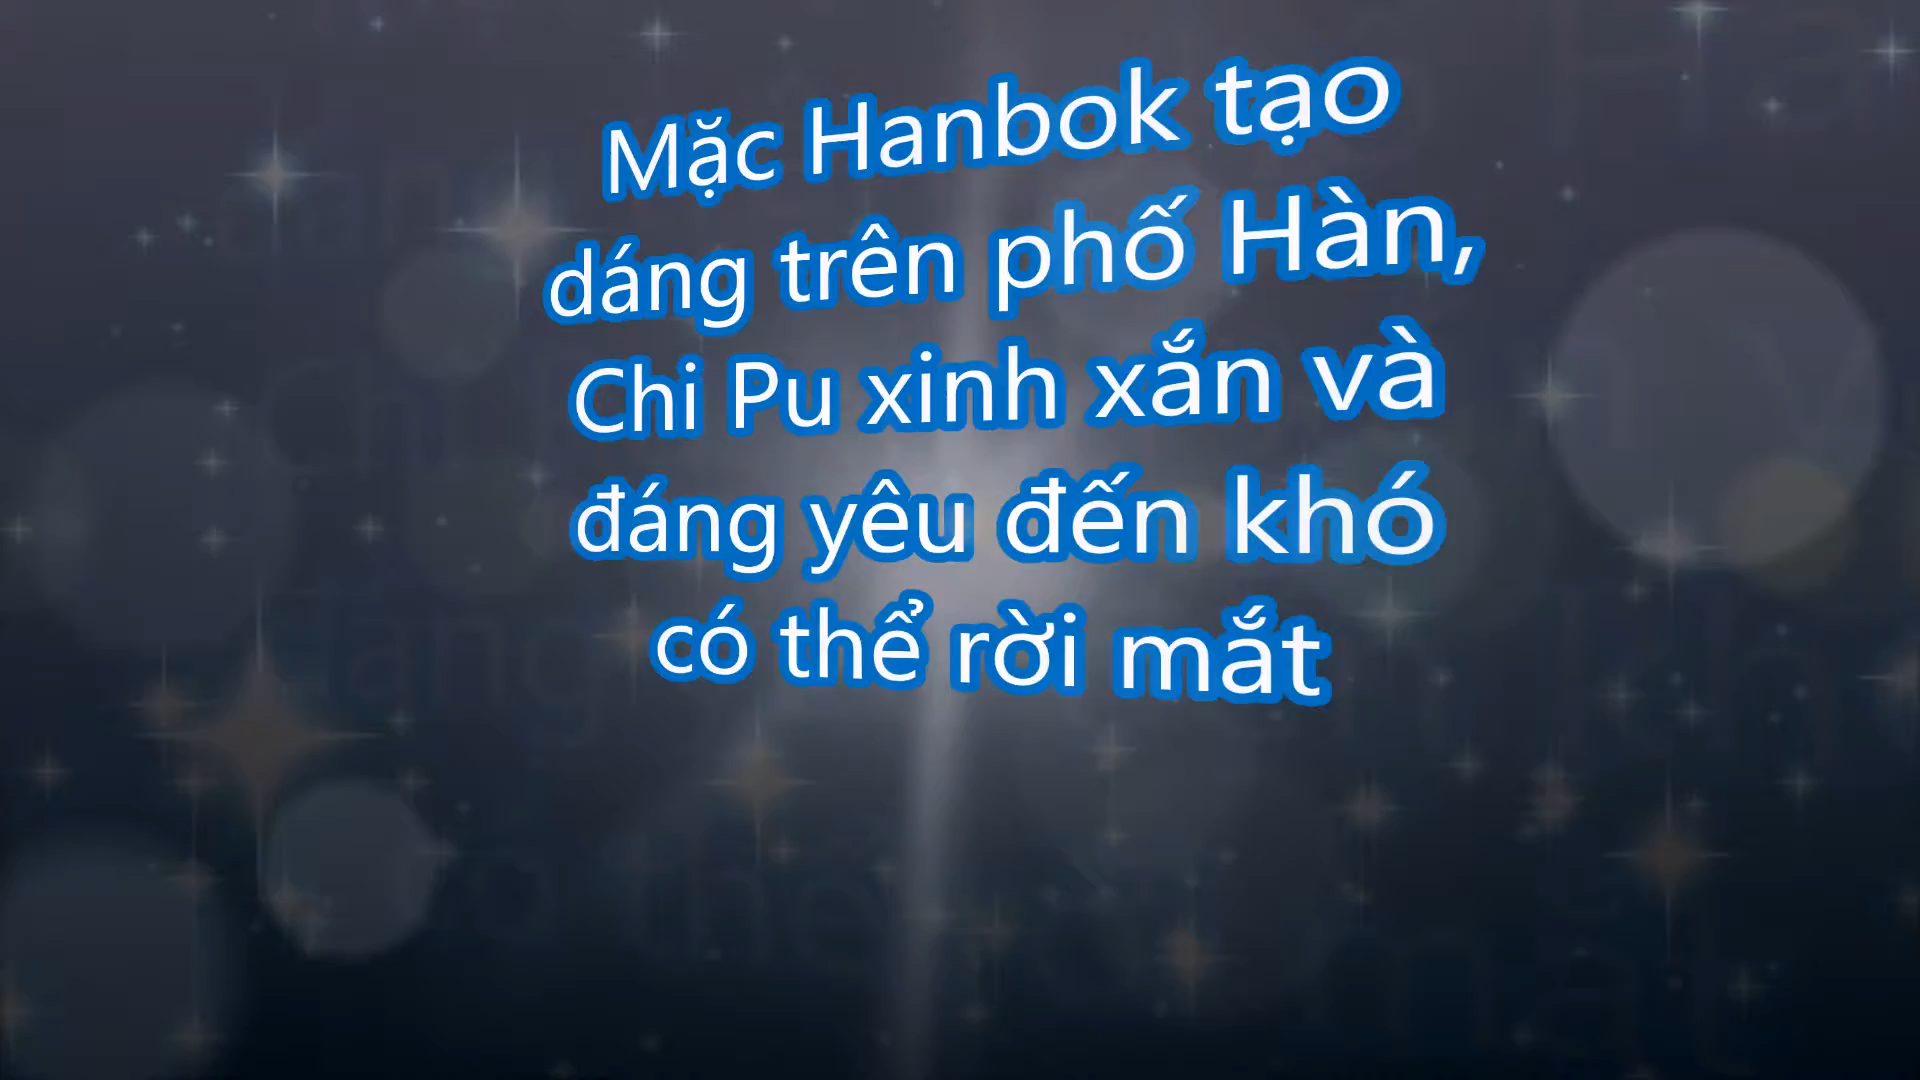 Mặc Hanbok tạo
dáng trên phố Hàn,
Chi Pu xinh xắn và
đáng yêu đến khó
có thể rời mắt